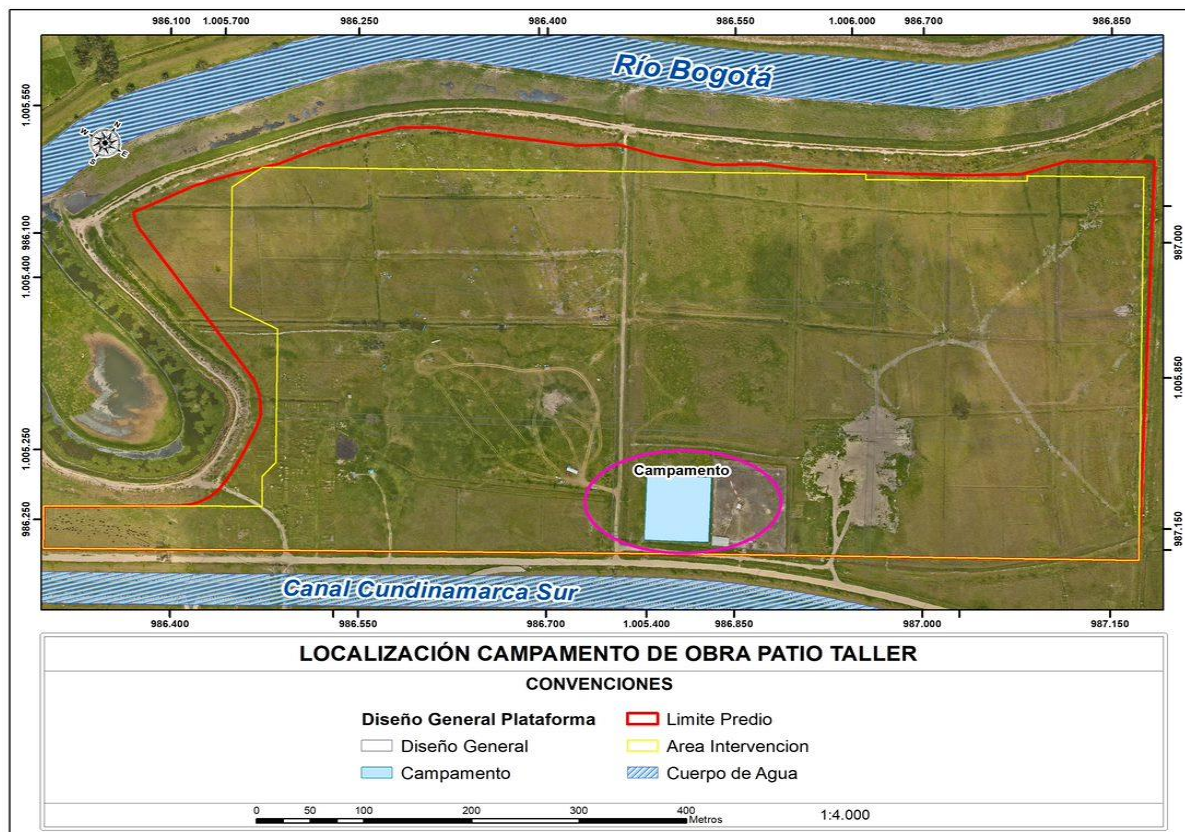 986.100 1.005.700 986.250 986.400 986.550 1.006.000 986.700 986.850
Río Bogotá
1.005.550
N
W
E
S
986.100
987.000
1.005.400
1.005.850
1.005.250
Campamento
986.250
987.150
Canal Cundinamarca Sur
986.400 986.550 986.700 1.005.400 986.850 987.000 987.150
LOCALIZACIÓN CAMPAMENTO DE OBRA PATIO TALLER
CONVENCIONES
Diseño General Plataforma
Diseño General
Campamento
Limite Predio
Area Intervencion
Cuerpo de Agua
0 50 100 200 300 400
Metros
1:4.000